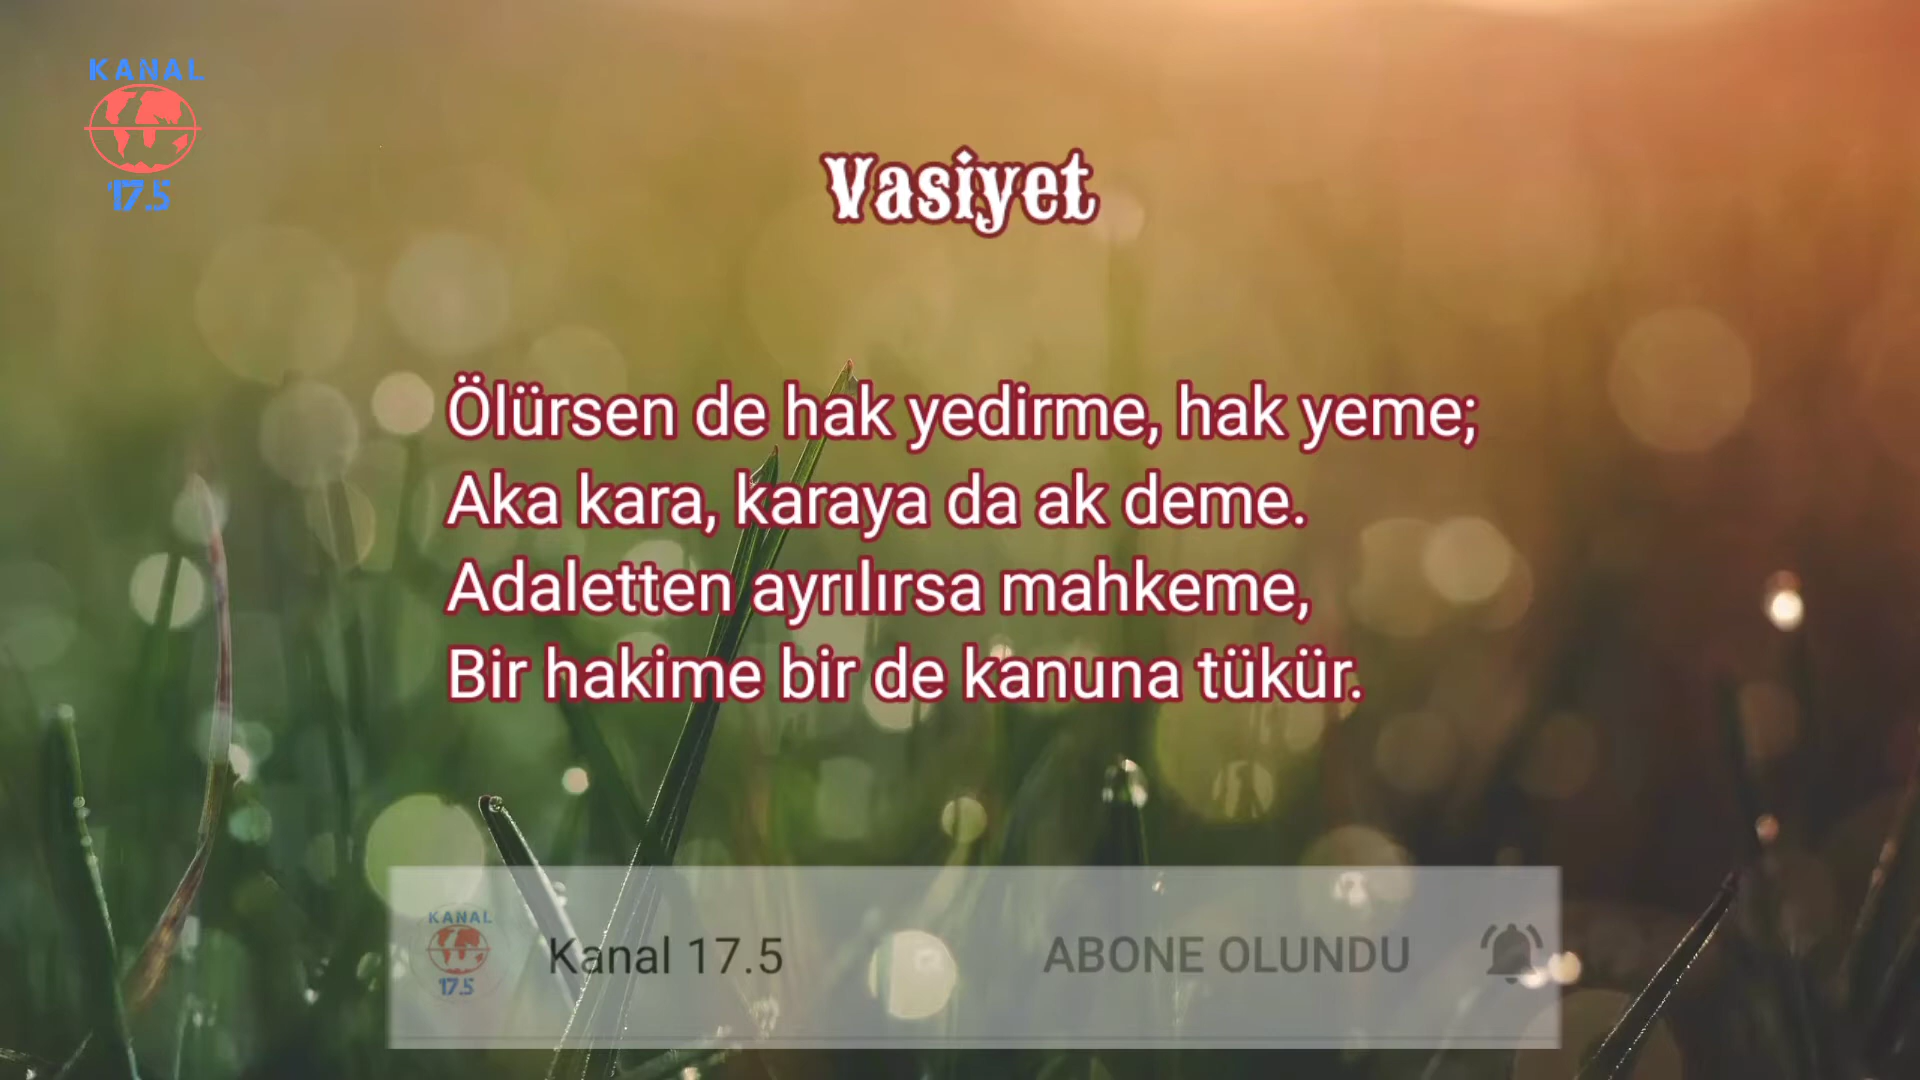 KANAL
17.5
Vasiyet
Ölürsen de hak yedirme, hak yeme;
Aka kara, karaya da ak deme.
Adaletten ayrılırsa mahkeme,
Bir hakime bir de kanuna tükür.
KANAL
17.5
Kanal 17.5
ABONE OLUNDU